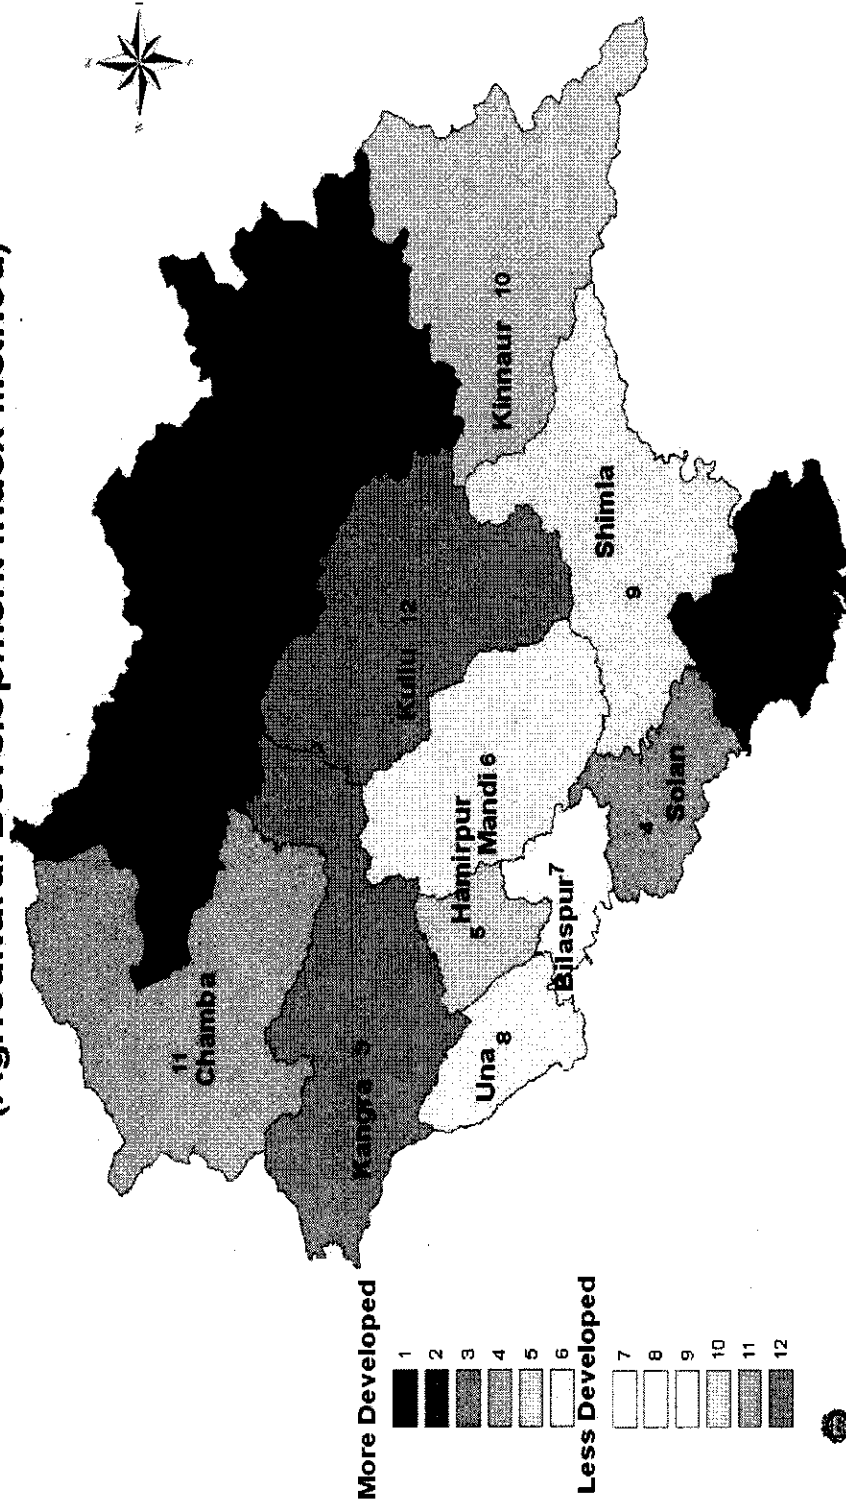 (Agricultural Development Index Method)
11
Chamba
Kangra 3
Kullu 12
Una 8
Hamirpur
5
Mandi 6
Bilaspur 7
Kinnaur 10
Shimla
9
4
Solan
More Developed
1
2
3
4
5
6
Less Developed
7
8
9
10
11
12